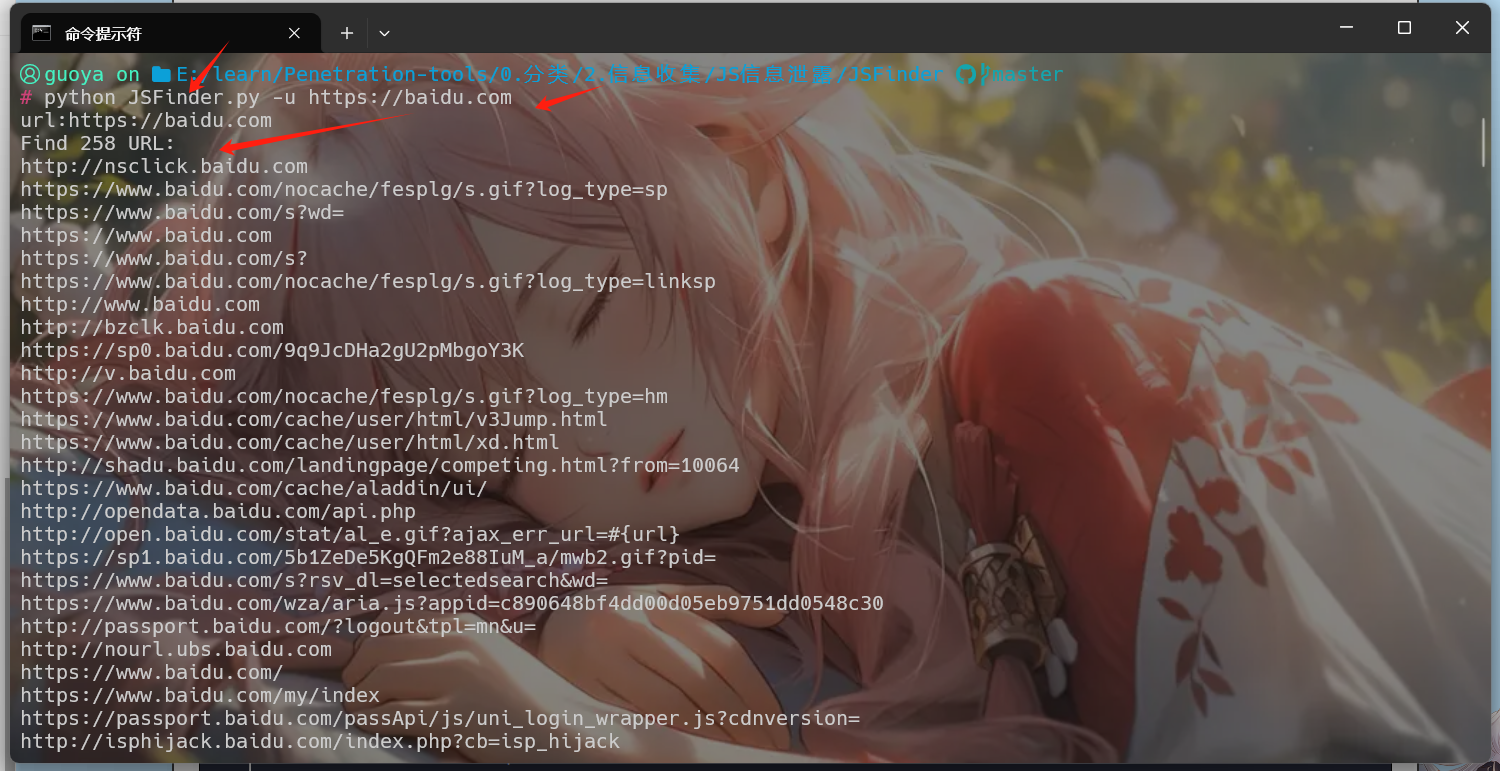 命令提示符
guoya on E:/learn/Penetration-tools/0.分类/2.信息收集/JS信息泄露/JSFinder master
# python JSFinder.py -u https://baidu.com
url:https://baidu.com
Find 258 URL:
http://nsclick.baidu.com
https://www.baidu.com/nocache/fesplg/s.gif?log_type=sp
https://www.baidu.com/s?wd=
https://www.baidu.com
https://www.baidu.com/s?
https://www.baidu.com/nocache/fesplg/s.gif?log_type=linksp
http://www.baidu.com
http://bzclk.baidu.com
https://sp0.baidu.com/9q9JcDHa2gU2pMbgoY3K
http://v.baidu.com
https://www.baidu.com/nocache/fesplg/s.gif?log_type=hm
https://www.baidu.com/cache/user/html/v3Jump.html
https://www.baidu.com/cache/user/html/xd.html
http://shadu.baidu.com/landingpage/competing.html?from=10064
https://www.baidu.com/cache/aladdin/ui/
http://opendata.baidu.com/api.php
http://open.baidu.com/stat/al_e.gif?ajax_err_url=#{url}
https://sp1.baidu.com/5b1ZeDe5KgQFm2e88IuM_a/mwb2.gif?pid=
https://www.baidu.com/s?rsv_dl=selectedsearch&wd=
https://www.baidu.com/wza/aria.js?appid=c890648bf4dd00d05eb9751dd0548c30
http://passport.baidu.com/?logout&tpl=mn&u=
http://nourl.ubs.baidu.com
https://www.baidu.com/
https://www.baidu.com/my/index
https://passport.baidu.com/passApi/js/uni_login_wrapper.js?cdnversion=
http://isphijack.baidu.com/index.php?cb=isp_hijack